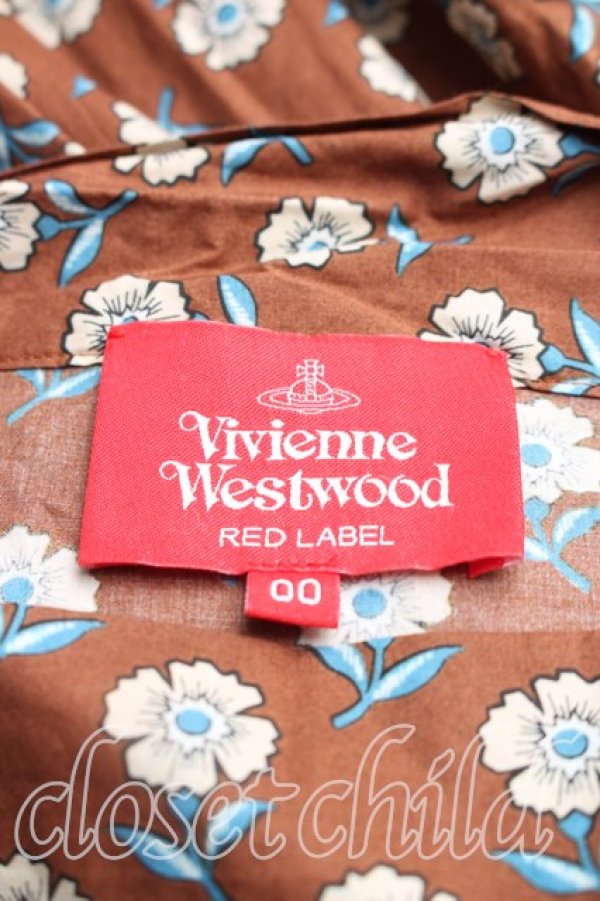 Vivienne
Westwood
RED LABEL
00
closet child